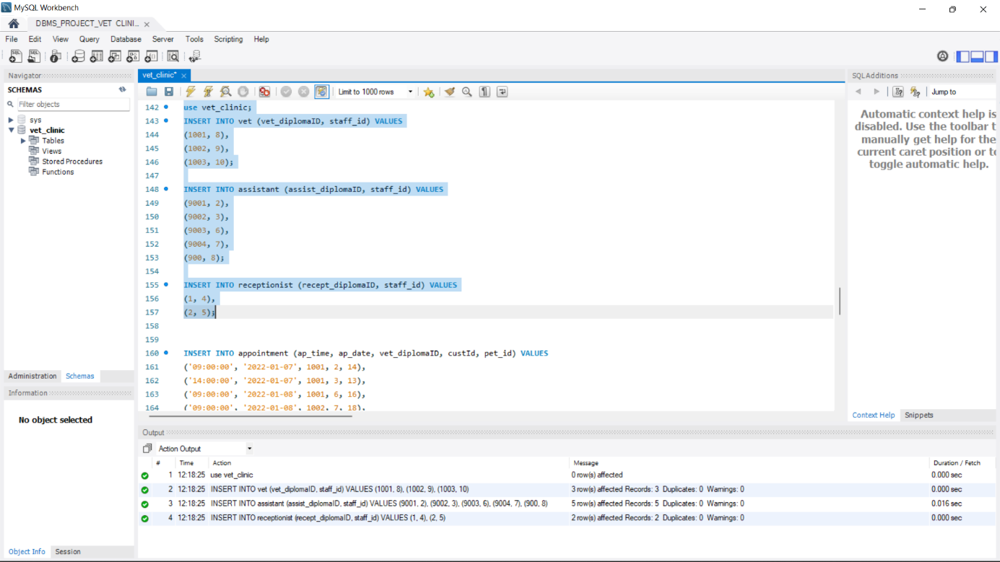 MySQL Workbench
DBMS_PROJECT_VET CLINI... ×
File Edit View Query Database Server Tools Scripting Help
Navigator
SCHEMAS
Filter objects
sys
vet_clinic
Tables
Views
Stored Procedures
Functions
Administration Schemas
Information
No object selected
Object Info Session
vet_clinic* ×
Limit to 1000 rows
142 use vet_clinic;
143 INSERT INTO vet (vet_diplomaID, staff_id) VALUES
144 (1001, 8),
145 (1002, 9),
146 (1003, 10);
147
148 INSERT INTO assistant (assist_diplomaID, staff_id) VALUES
149 (9001, 2),
150 (9002, 3),
151 (9003, 6),
152 (9004, 7),
153 (900, 8);
154
155 INSERT INTO receptionist (recept_diplomaID, staff_id) VALUES
156 (1, 4),
157 (2, 5);
158
159
160 INSERT INTO appointment (ap_time, ap_date, vet_diplomaID, custId, pet_id) VALUES
161 ('09:00:00', '2022-01-07', 1001, 2, 14),
162 ('14:00:00', '2022-01-07', 1001, 3, 13),
163 ('09:00:00', '2022-01-08', 1001, 6, 16),
164 ('09:00:00', '2022-01-08', 1002, 7, 18),
SQLAdditions
Jump to
Automatic context help is
disabled. Use the toolbar t
manually get help for the
current caret position or to
toggle automatic help.
Context Help Snippets
Output
Action Output
# Time Action Message Duration / Fetch
1 12:18:25 use vet_clinic 0 row(s) affected 0.000 sec
2 12:18:25 INSERT INTO vet (vet_diplomaID, staff_id) VALUES (1001, 8), (1002, 9), (1003, 10) 3 row(s) affected Records: 3 Duplicates: 0 Warnings: 0 0.000 sec
3 12:18:25 INSERT INTO assistant (assist_diplomaID, staff_id) VALUES (9001, 2), (9002, 3), (9003, 6), (9004, 7), (900, 8) 5 row(s) affected Records: 5 Duplicates: 0 Warnings: 0 0.016 sec
4 12:18:25 INSERT INTO receptionist (recept_diplomaID, staff_id) VALUES (1, 4), (2, 5) 2 row(s) affected Records: 2 Duplicates: 0 Warnings: 0 0.000 sec